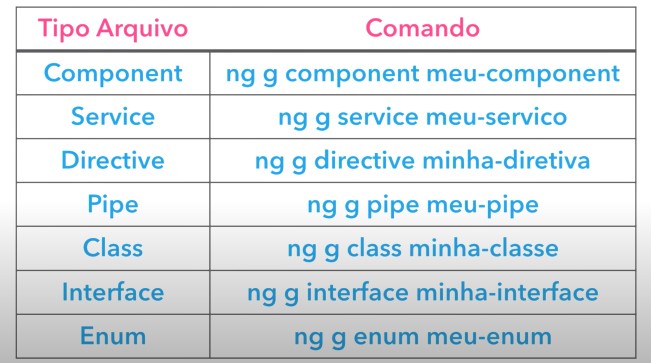 Tipo Arquivo Comando
Component ng g component meu-component
Service ng g service meu-servico
Directive ng g directive minha-diretiva
Pipe ng g pipe meu-pipe
Class ng g class minha-classe
Interface ng g interface minha-interface
Enum ng g enum meu-enum